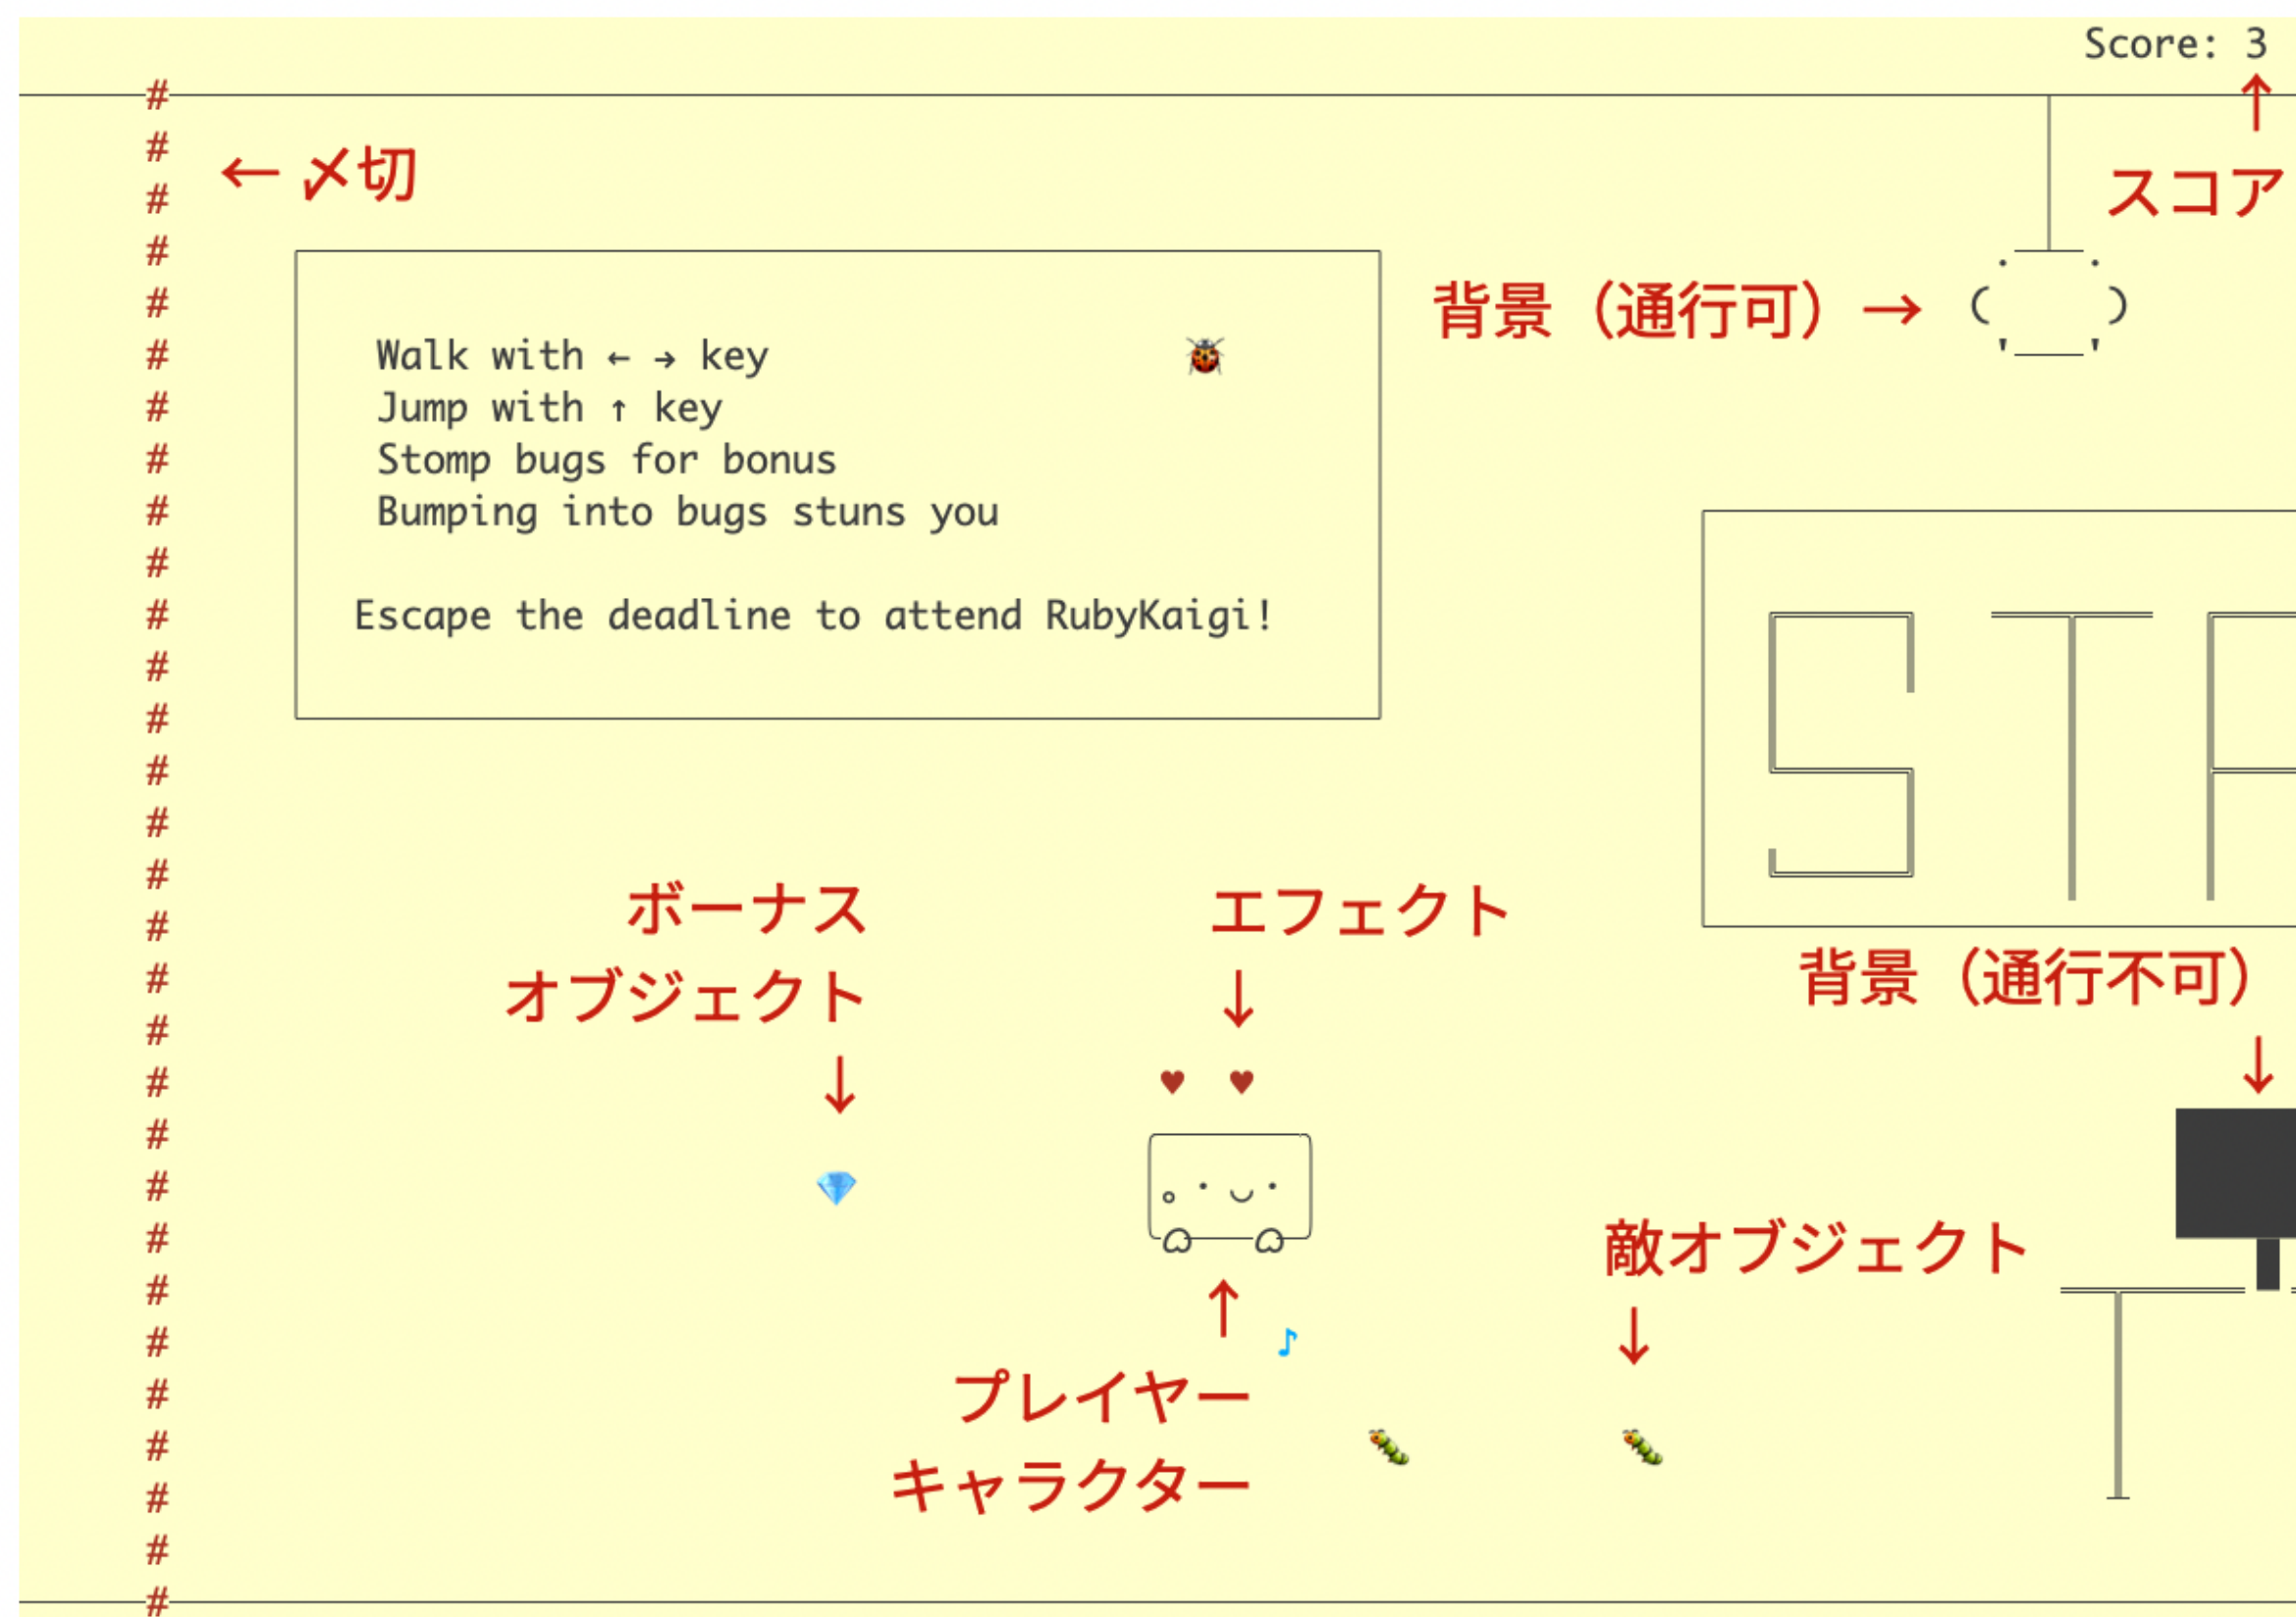 Score: 3
← 〆切
スコア
背景（通行可）→
Walk with ← → key
Jump with ↑ key
Stomp bugs for bonus
Bumping into bugs stuns you
Escape the deadline to attend RubyKaigi!
ST
ボーナス
オブジェクト
エフェクト
背景（通行不可）
敵オブジェクト
プレイヤー
キャラクター